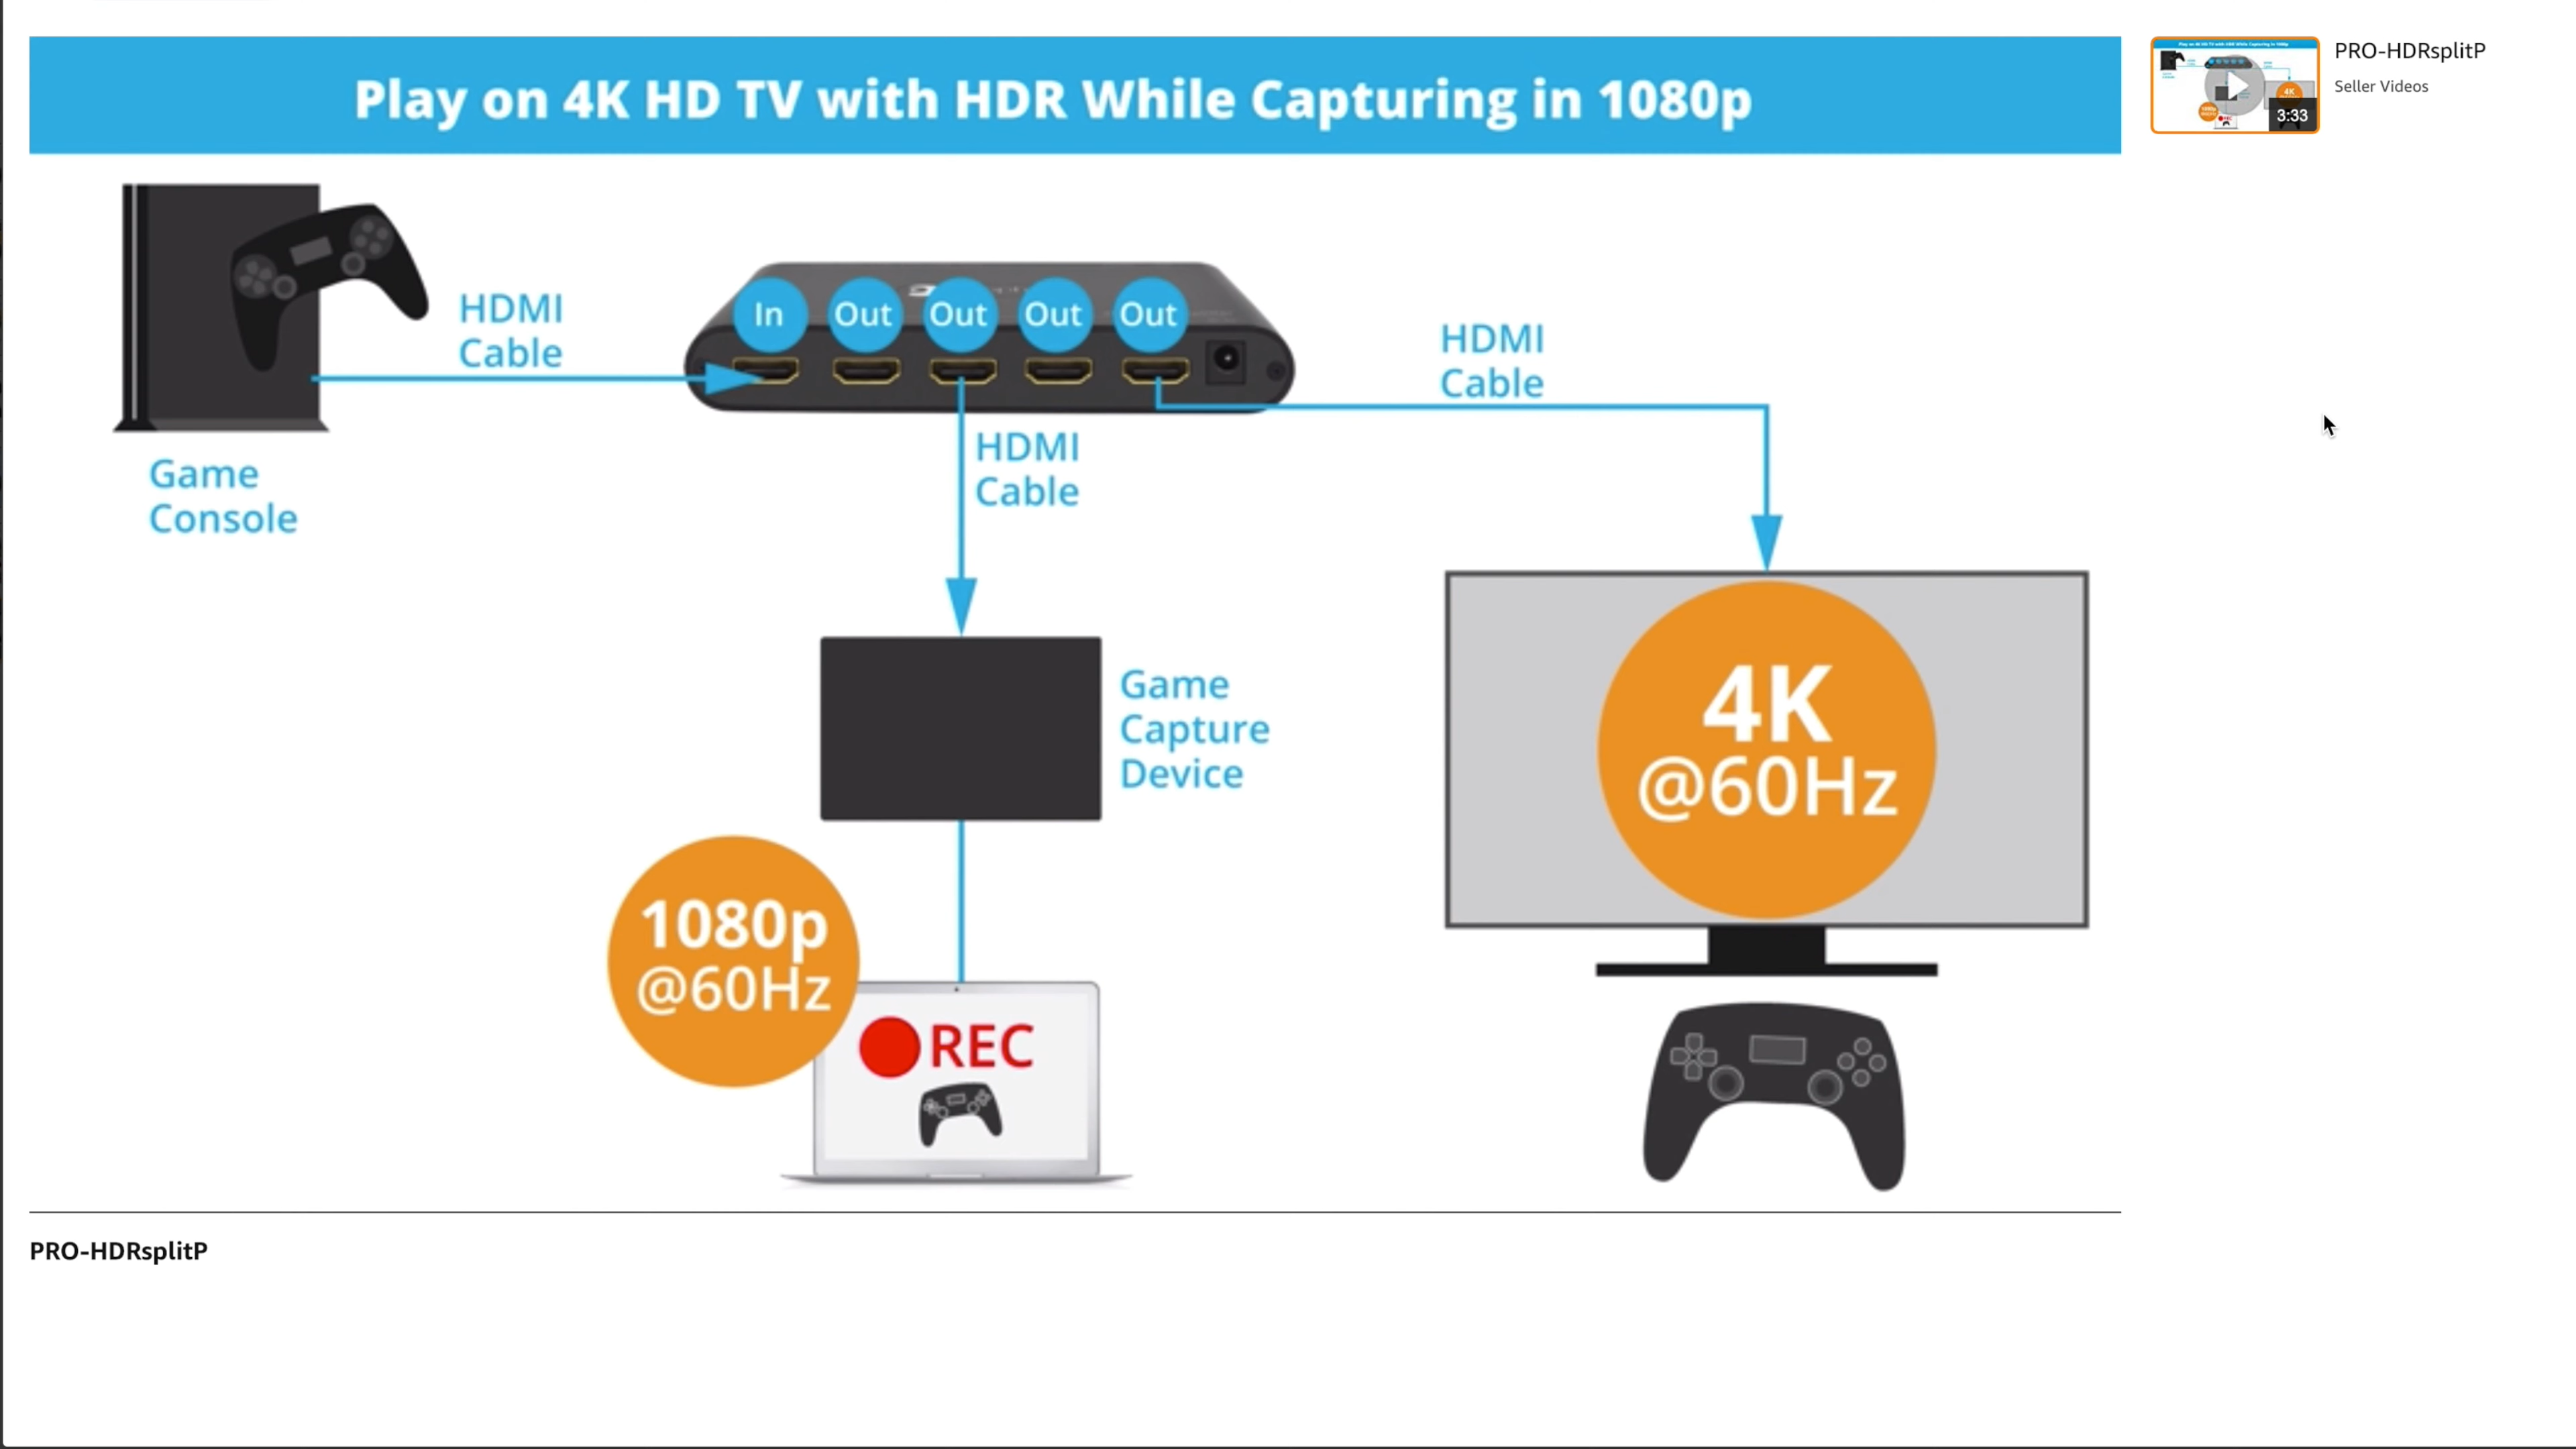 Play on 4K HD TV with HDR While Capturing in 1080p
PRO-HDRsplitP
Seller Videos
3:33
In
Out
Out
Out
Out
HDMI
Cable
HDMI
Cable
HDMI
Cable
Game
Console
Game
Capture
Device
4K
@60Hz
1080p
@60Hz
REC
PRO-HDRsplitP